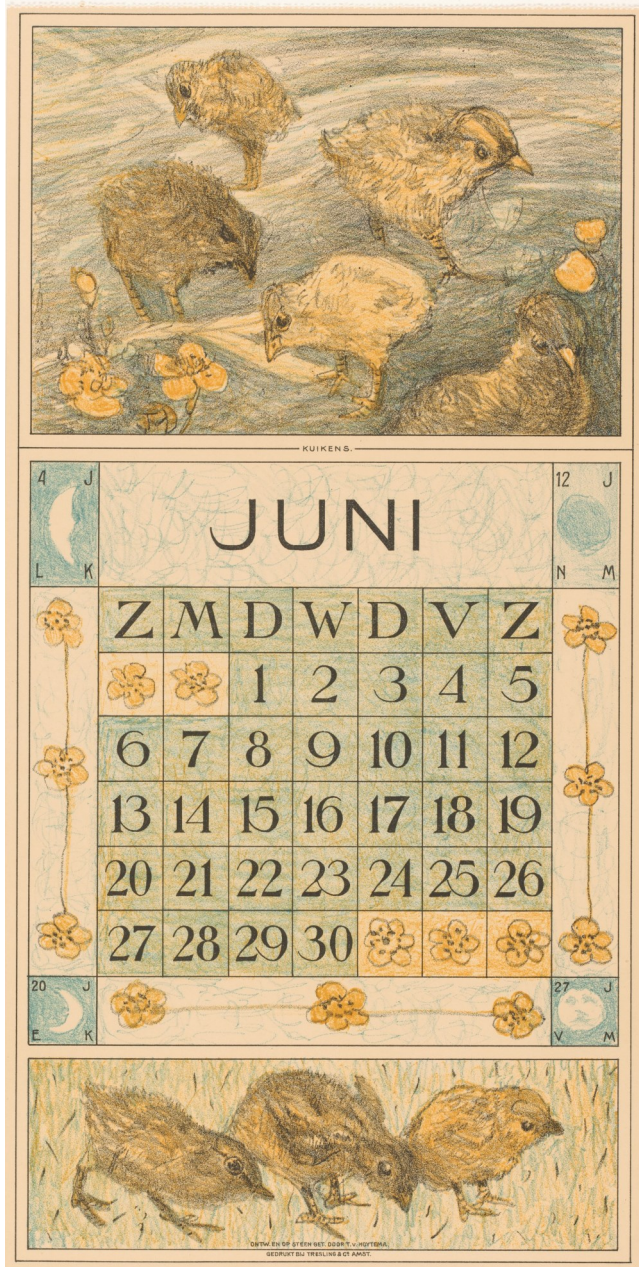 KUIKENS.
4 J
L K
JUNI
12 J
N M
Z M D W D V Z
1 2 3 4 5
6 7 8 9 10 11 12
13 14 15 16 17 18 19
20 21 22 23 24 25 26
27 28 29 30
20 J
E K
27 J
V M
ONTW. EN OP STEEN GET. DOOR T. v. HOYTEMA.
GEDRUKT BIJ TRESLING & Co AMST.